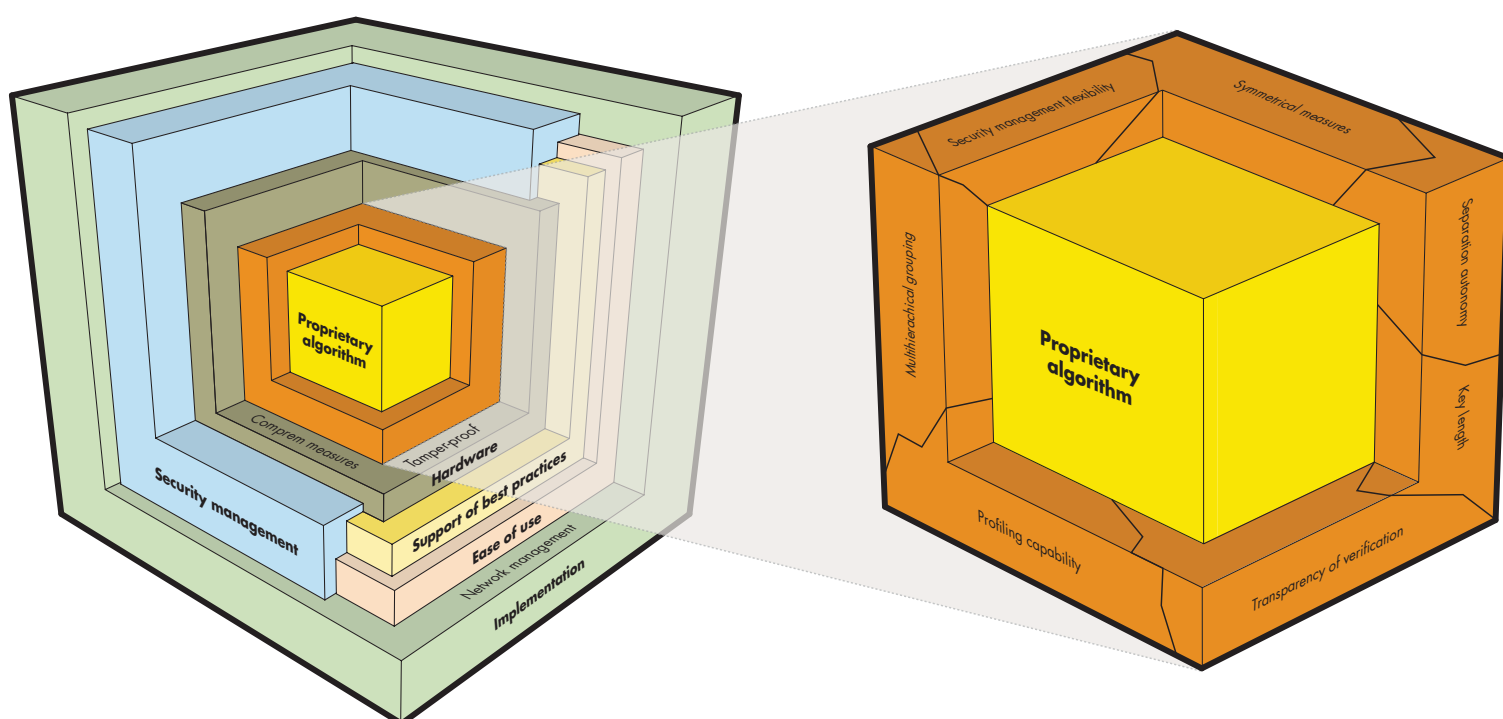 Proprietary
algorithm
Comprem measures
Tamper-proof
Hardware
Security management
Support of best practices
Ease of use
Network management
Implementation
Security management flexibility
Symmetrical measures
Multihierachical grouping
Separation autonomy
Proprietary
algorithm
Key length
Profiling capability
Transparency of verification